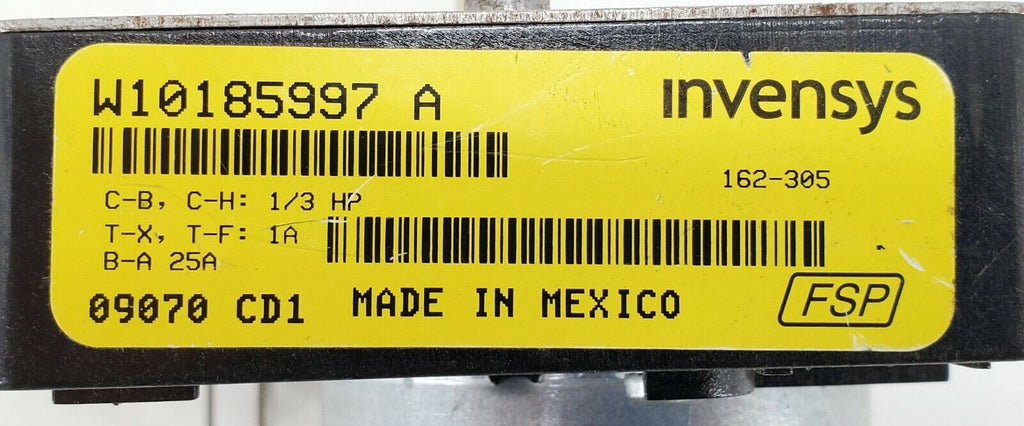 W10185997 A
invensys
162-305
C-B, C-H: 1/3 HP
T-X, T-F: 1A
B-A 25A
09070 CD1 MADE IN MEXICO
FSP